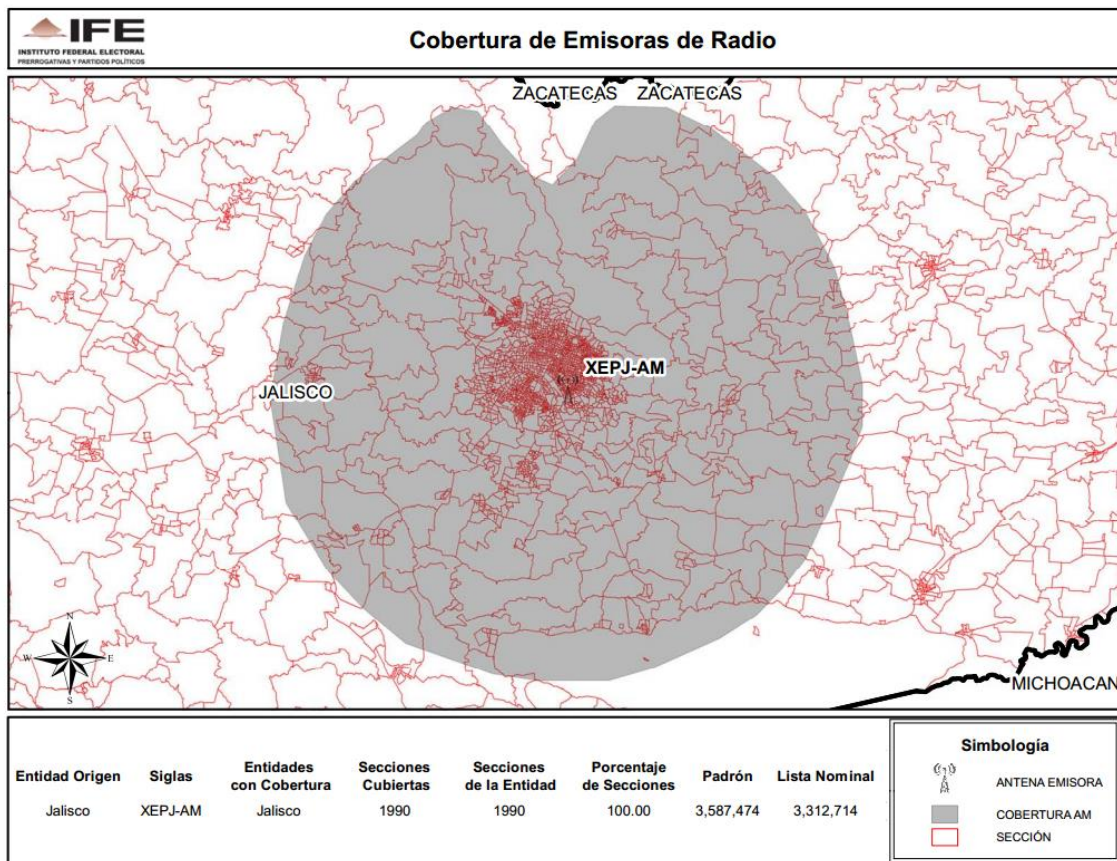 IFE
INSTITUTO FEDERAL ELECTORAL
PRERROGATIVAS Y PARTIDOS POLÍTICOS
Cobertura de Emisoras de Radio
ZACATECAS ZACATECAS
XEPJ-AM
JALISCO
N
W E
S
MICHOACAN
Entidad Origen Siglas Entidades con Cobertura Secciones Cubiertas Secciones de la Entidad Porcentaje de Secciones Padrón Lista Nominal
Jalisco XEPJ-AM Jalisco 1990 1990 100.00 3,587,474 3,312,714
Simbología
ANTENA EMISORA
COBERTURA AM
SECCIÓN